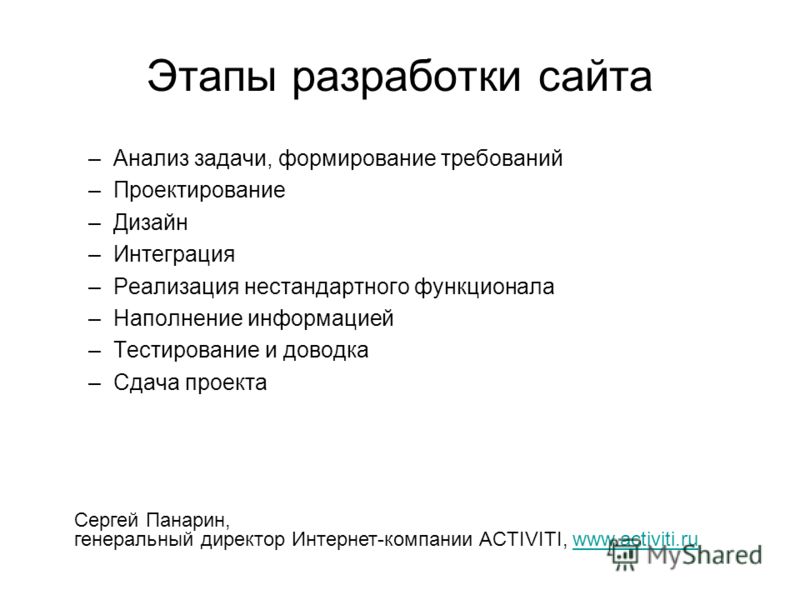 Этапы разработки сайта
– Анализ задачи, формирование требований
– Проектирование
– Дизайн
– Интеграция
– Реализация нестандартного функционала
– Наполнение информацией
– Тестирование и доводка
– Сдача проекта
Сергей Панарин,
генеральный директор Интернет-компании ACTIVITI, www.activiti.ru
MyShared